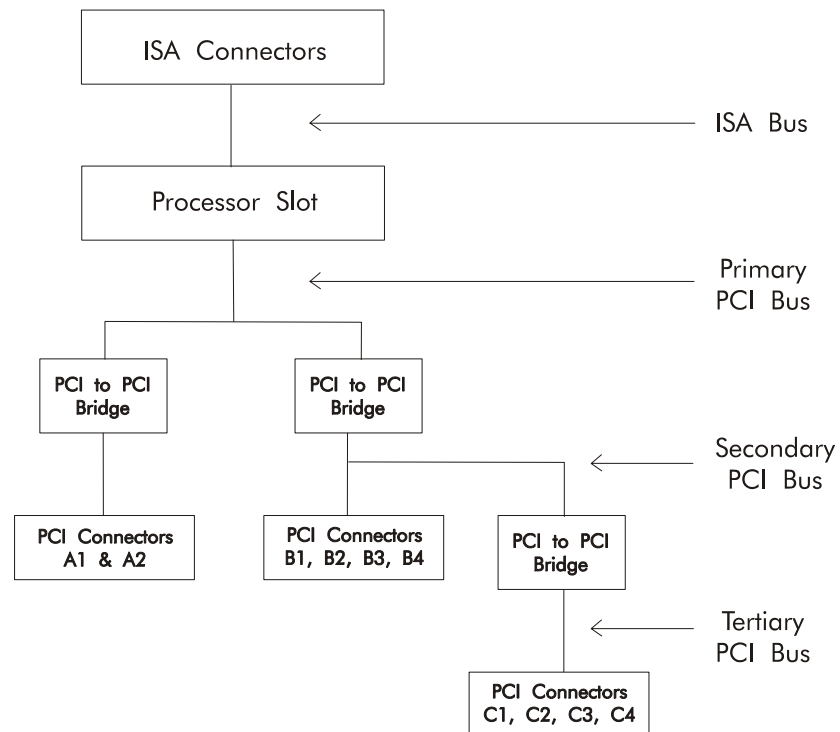 ISA Connectors
ISA Bus
Processor Slot
Primary
PCI Bus
PCI to PCI
Bridge
PCI to PCI
Bridge
Secondary
PCI Bus
PCI Connectors
A1 & A2
PCI Connectors
B1, B2, B3, B4
PCI to PCI
Bridge
Tertiary
PCI Bus
PCI Connectors
C1, C2, C3, C4